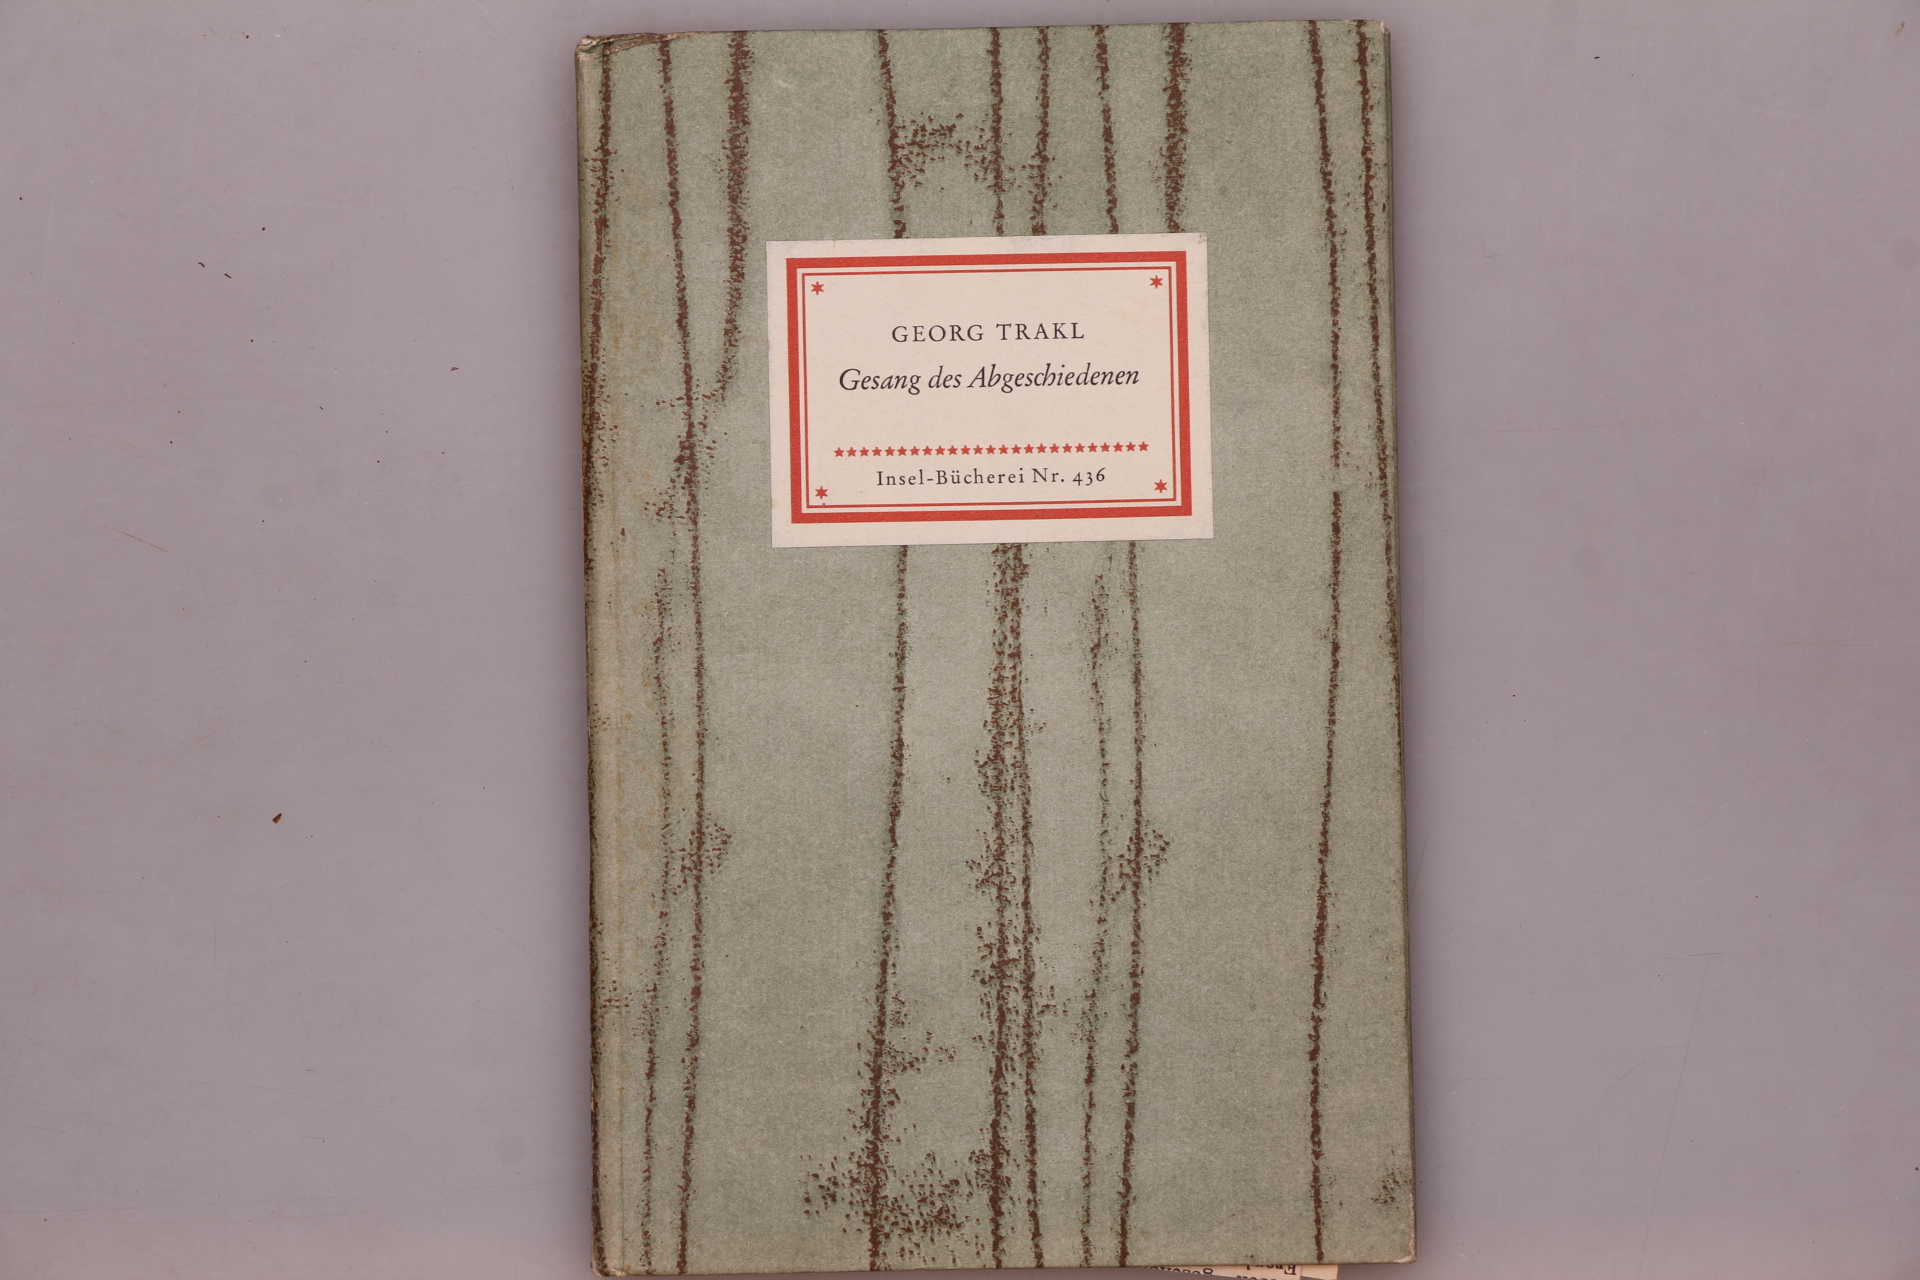 GEORG TRAKL
Gesang des Abgeschiedenen
Insel-Bücherei Nr. 436